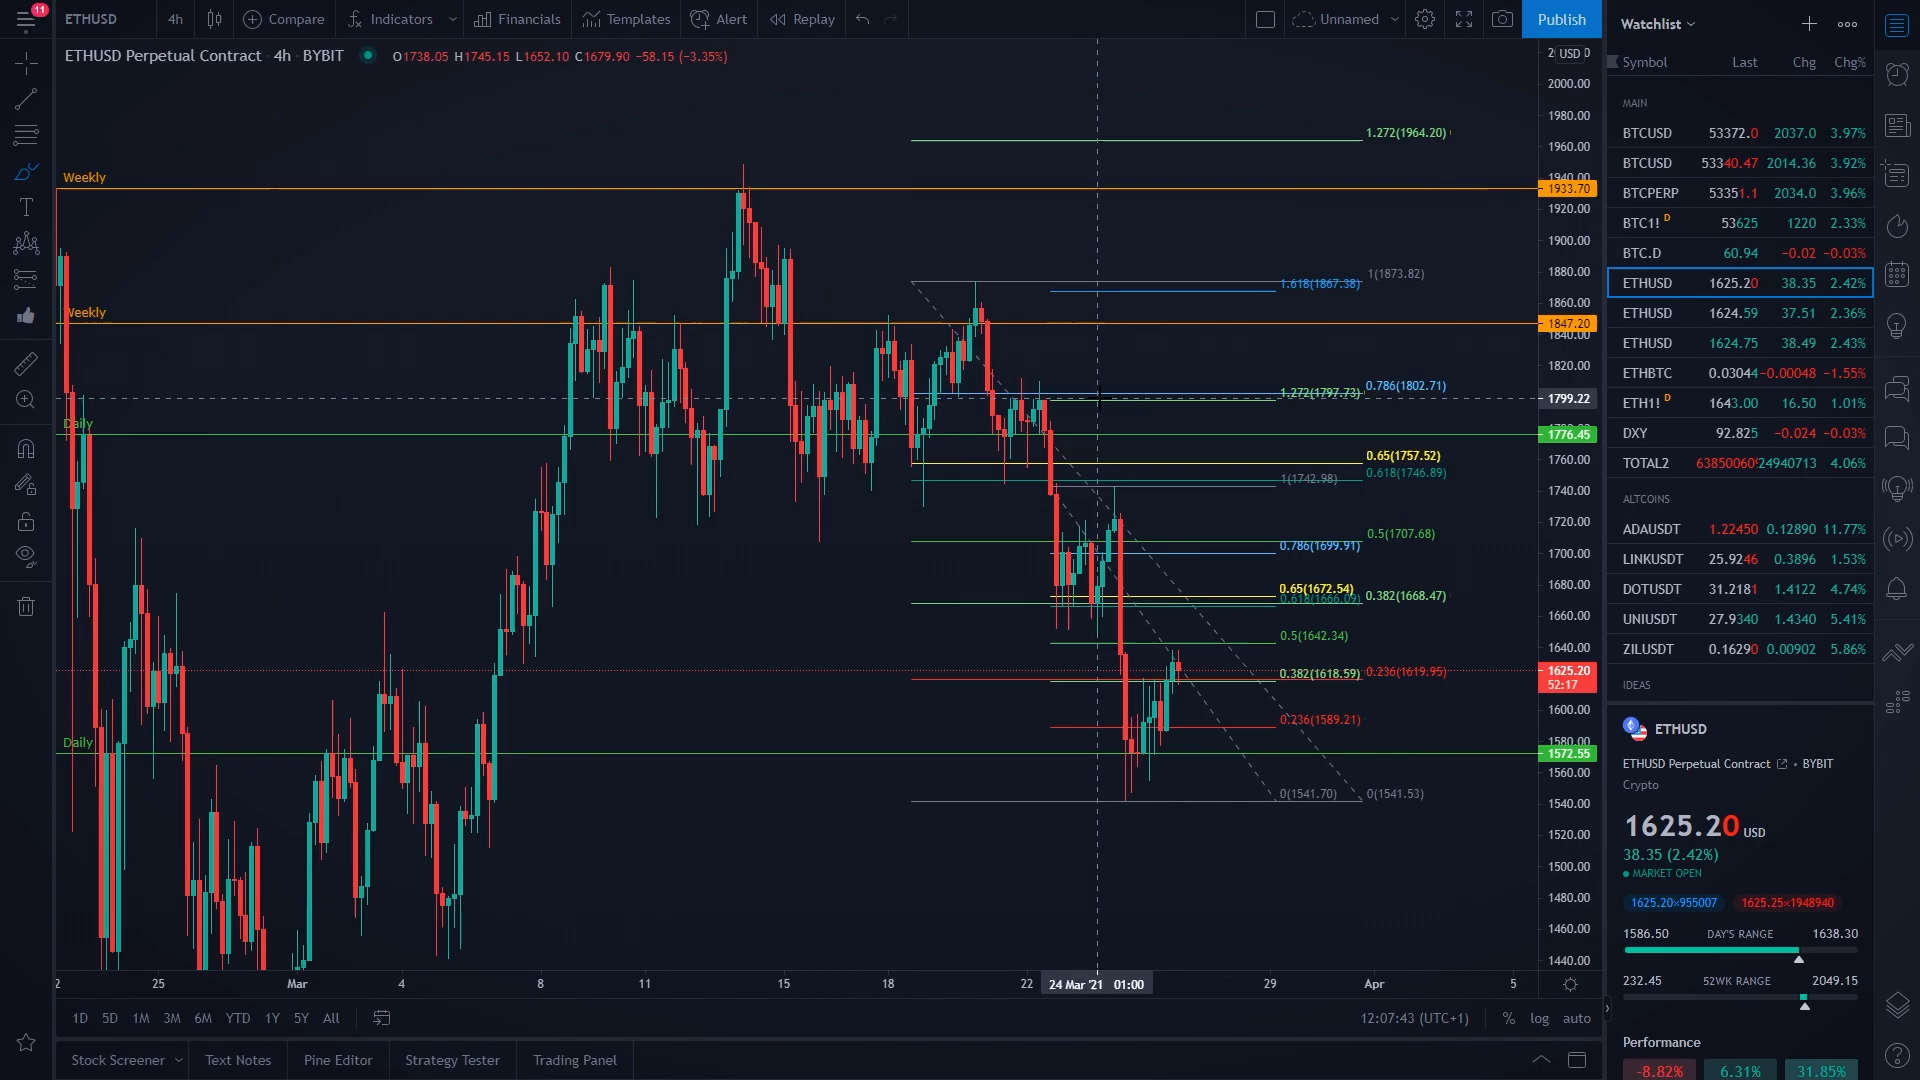 11
ETHUSD 4h Compare Indicators Financials Templates Alert Replay Unnamed Publish
ETHUSD Perpetual Contract 4h BYBIT O1738.05 H1745.15 L1652.10 C1679.90 −58.15 (−3.35%)
USD
2000.00
1980.00
1960.00
1940.00
1933.70
1920.00
1900.00
1880.00
1860.00
1847.20
1840.00
1820.00
1799.22
1776.45
1760.00
1740.00
1720.00
1700.00
1680.00
1660.00
1640.00
1625.20
52:17
1600.00
1580.00
1572.55
1560.00
1540.00
1520.00
1500.00
1480.00
1460.00
1440.00
Weekly
Weekly
Daily
Daily
1.272(1964.20)
1(1873.82)
1.618(1867.38)
0.786(1802.71)
1.272(1797.73)
0.65(1757.52)
0.618(1746.89)
1(1742.98)
0.5(1707.68)
0.786(1699.91)
0.65(1672.54)
0.618(1666.09)
0.382(1668.47)
0.5(1642.34)
0.382(1618.59)
0.236(1619.95)
0.236(1589.21)
0(1541.70)
0(1541.53)
25 Mar 4 8 11 15 18 22 24 Mar '21 01:00 29 Apr 5
1D 5D 1M 3M 6M YTD 1Y 5Y All
12:07:43 (UTC+1) % log auto
Stock Screener Text Notes Pine Editor Strategy Tester Trading Panel
Watchlist
Symbol Last Chg Chg%
MAIN
BTCUSD 53372.0 2037.0 3.97%
BTCUSD 53340.47 2014.36 3.92%
BTCPERP 53351.1 2034.0 3.96%
BTC1! D 53625 1220 2.33%
BTC.D 60.94 −0.02 −0.03%
ETHUSD 1625.20 38.35 2.42%
ETHUSD 1624.59 37.51 2.36%
ETHUSD 1624.75 38.49 2.43%
ETHBTC 0.03044 −0.00048 −1.55%
ETH1! D 1643.00 16.50 1.01%
DXY 92.825 −0.024 −0.03%
TOTAL2 24940713 4.06%
ALTCOINS
ADAUSDT 1.22450 0.12890 11.77%
LINKUSDT 25.9246 0.3896 1.53%
DOTUSDT 31.2181 1.4122 4.74%
UNIUSDT 27.9340 1.4340 5.41%
ZILUSDT 0.16290 0.00902 5.86%
IDEAS
ETHUSD
ETHUSD Perpetual Contract • BYBIT
Crypto
1625.20 USD
38.35 (2.42%)
MARKET OPEN
1625.20×955007 1625.25×1948940
1586.50 DAY'S RANGE 1638.30
232.45 52WK RANGE 2049.15
Performance
-8.82% 6.31% 31.85%